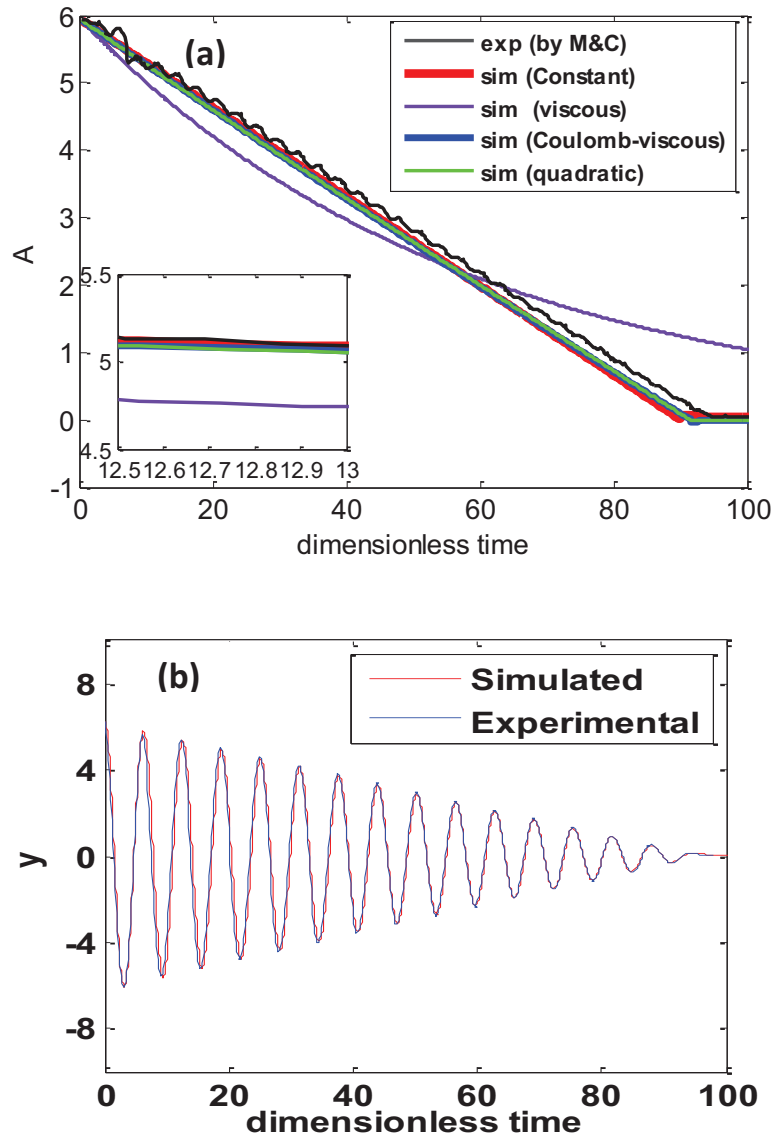 (a)
exp (by M&C)
sim (Constant)
sim (viscous)
sim (Coulomb-viscous)
sim (quadratic)
6
5
4
3
2
1
0
-1
A
5.5
5
4.5
12.5 12.6 12.7 12.8 12.9 13
0 20 40 60 80 100
dimensionless time
(b)
Simulated
Experimental
8
4
0
-4
-8
y
0 20 40 60 80 100
dimensionless time